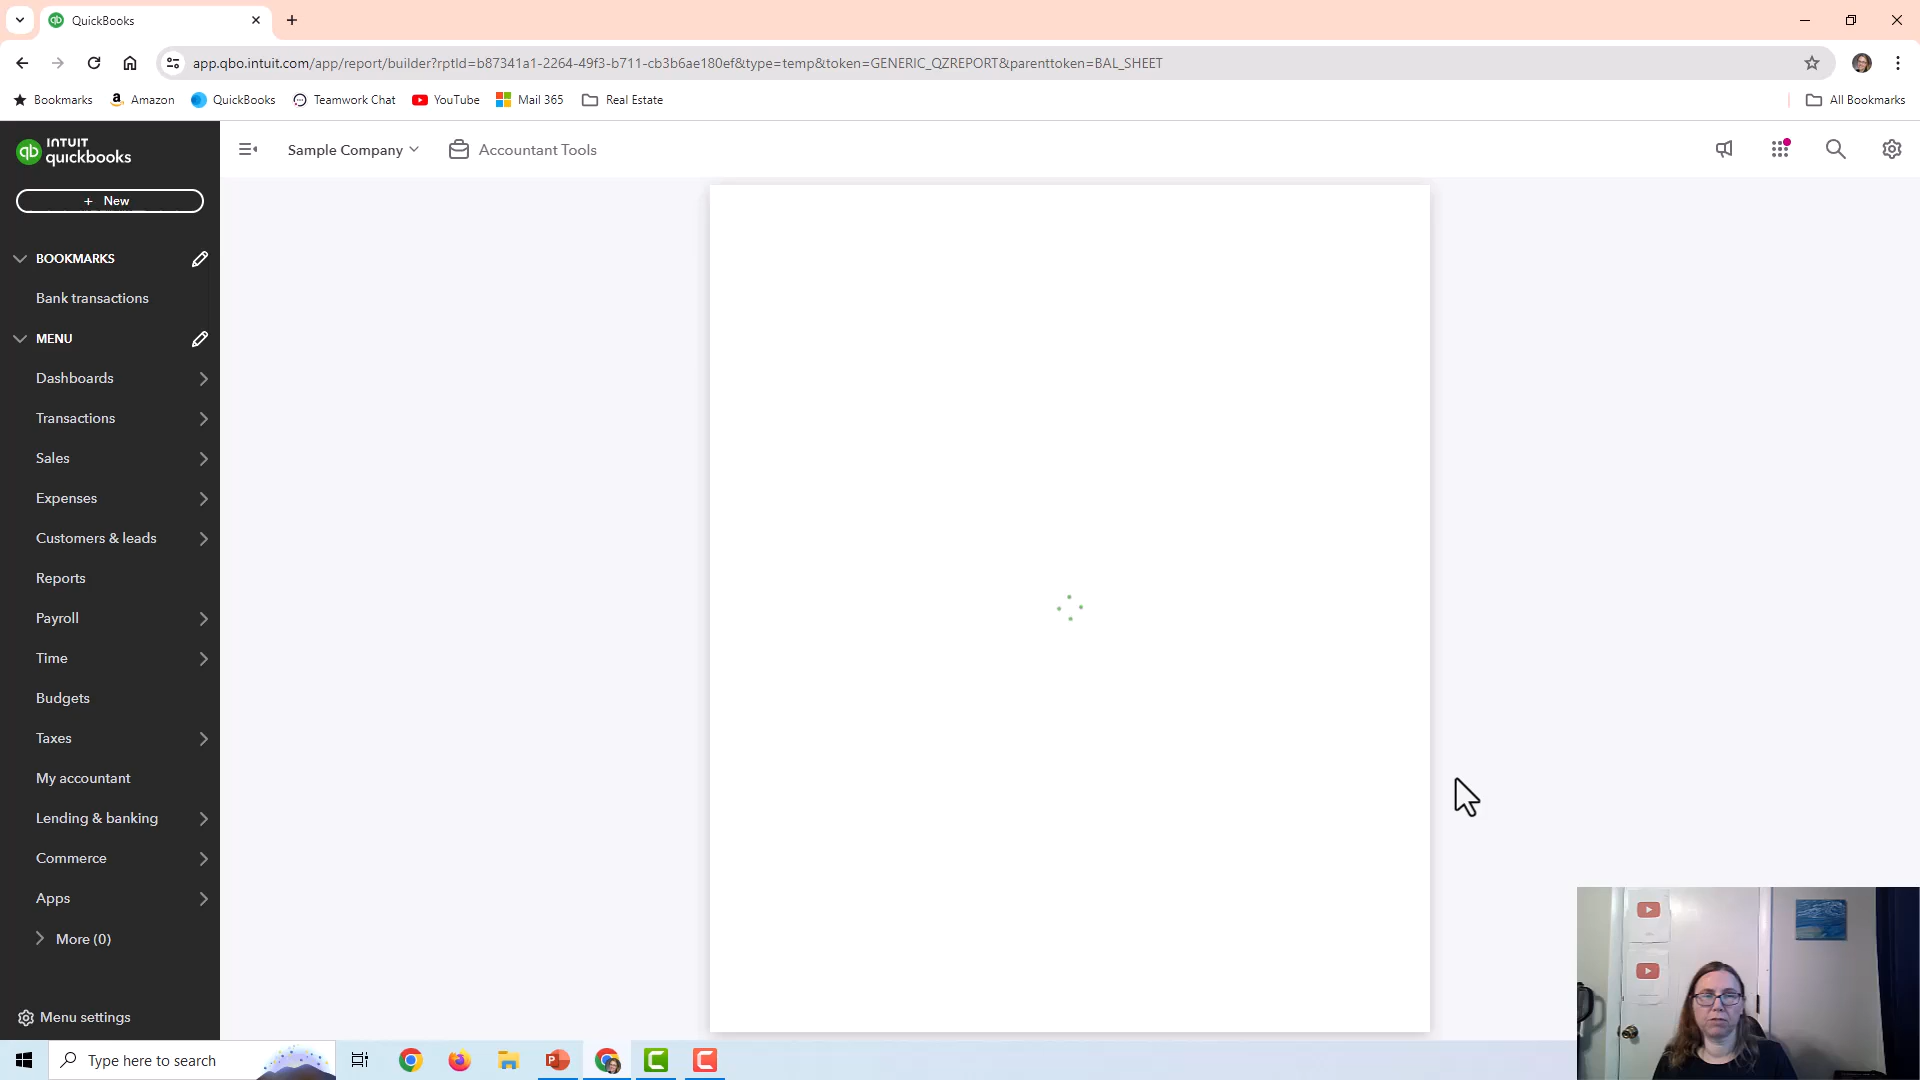 QuickBooks
app.qbo.intuit.com/app/report/builder?rptId=b87341a1-2264-49f3-b711-cb3b6ae180ef&type=temp&token=GENERIC_QZREPORT&parenttoken=BAL_SHEET
Bookmarks Amazon QuickBooks Teamwork Chat YouTube Mail 365 Real Estate All Bookmarks
INTUIT
qb quickbooks
Sample Company Accountant Tools
+ New
BOOKMARKS
Bank transactions
MENU
Dashboards
Transactions
Sales
Expenses
Customers & leads
Reports
Payroll
Time
Budgets
Taxes
My accountant
Lending & banking
Commerce
Apps
More (0)
Menu settings
Type here to search